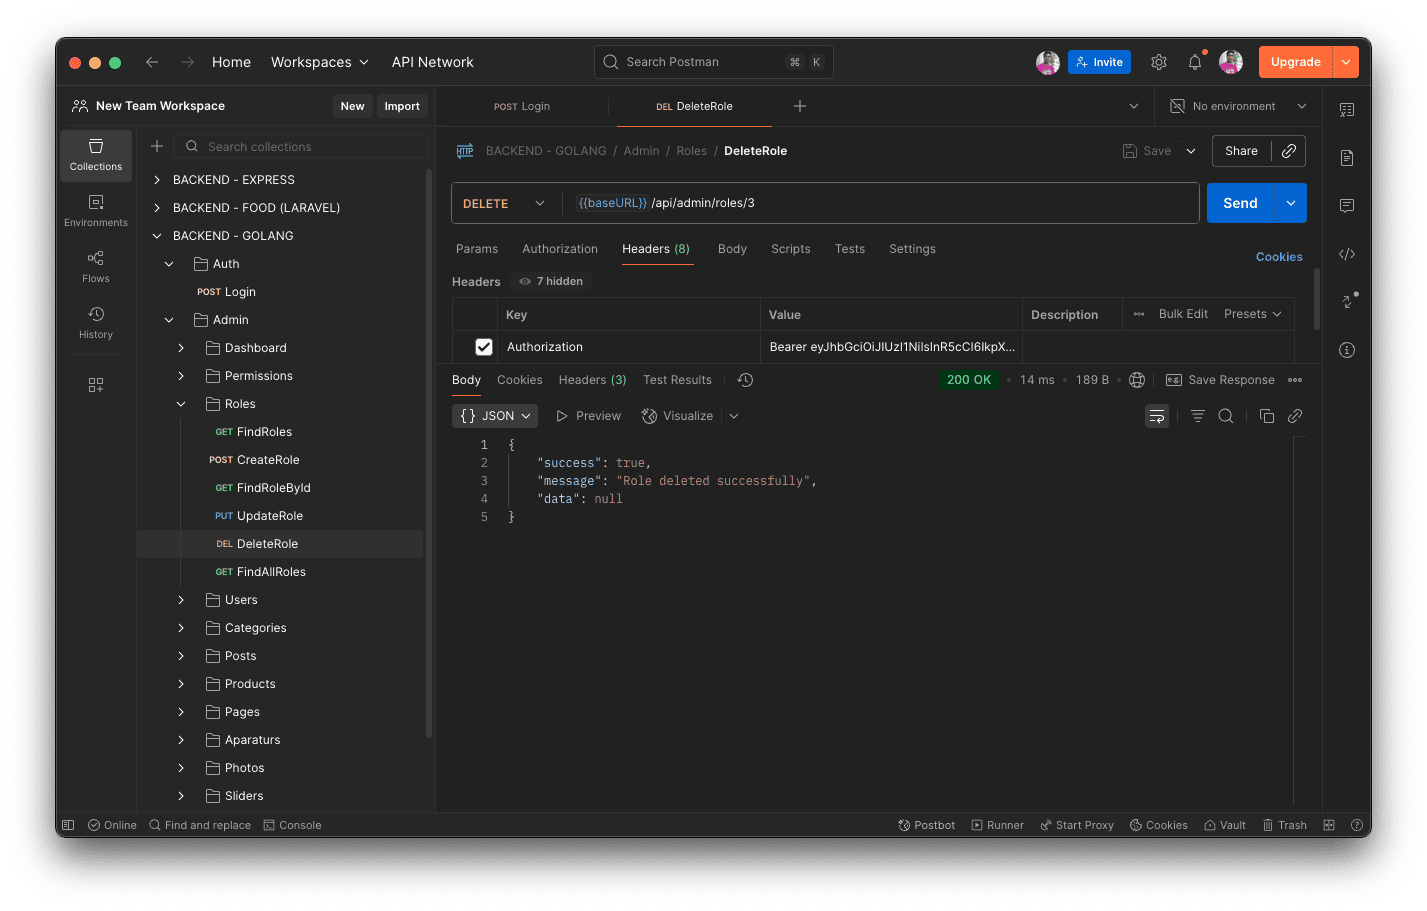 Home Workspaces API Network Search Postman ⌘ K Invite Upgrade
New Team Workspace New Import POST Login DEL DeleteRole No environment
Search collections
Collections
Environments
Flows
History
BACKEND - EXPRESS
BACKEND - FOOD (LARAVEL)
BACKEND - GOLANG
Auth
POST Login
Admin
Dashboard
Permissions
Roles
GET FindRoles
POST CreateRole
GET FindRoleById
PUT UpdateRole
DEL DeleteRole
GET FindAllRoles
Users
Categories
Posts
Products
Pages
Aparaturs
Photos
Sliders
HTTP BACKEND - GOLANG / Admin / Roles / DeleteRole Save Share
DELETE {{baseURL}} /api/admin/roles/3 Send
Params Authorization Headers (8) Body Scripts Tests Settings Cookies
Headers 7 hidden
Key Value Description Bulk Edit Presets
Authorization Bearer eyJhbGciOiJIUzI1NiIsInR5cCI6IkpX...
Body Cookies Headers (3) Test Results 200 OK • 14 ms • 189 B • e.g. Save Response
{} JSON Preview Visualize
1 {
2 "success": true,
3 "message": "Role deleted successfully",
4 "data": null
5 }
Online Find and replace Console Postbot Runner Start Proxy Cookies Vault Trash